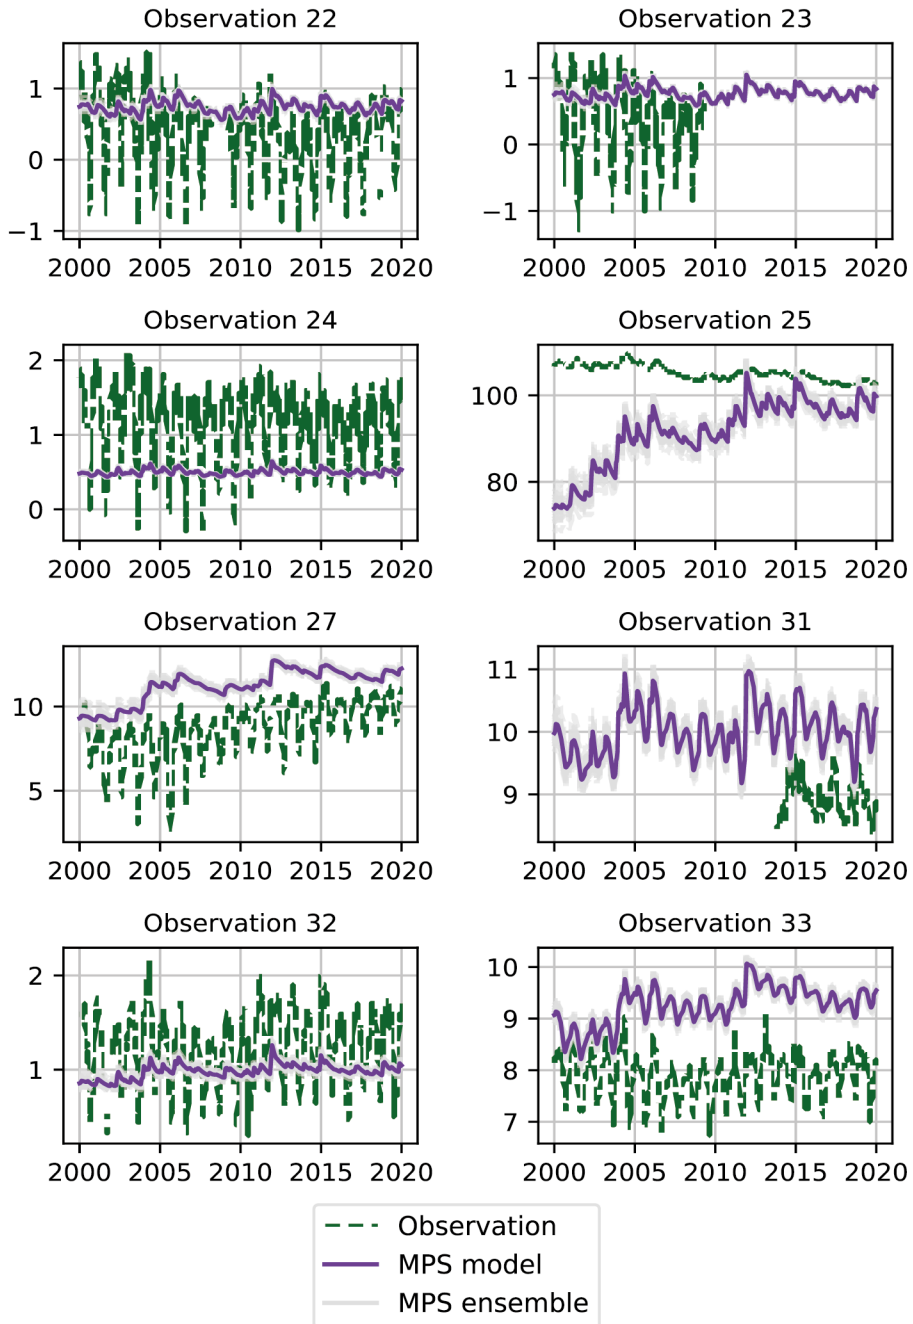 Observation 22
Observation 23
1
0
−1
2000 2005 2010 2015 2020
1
0
−1
2000 2005 2010 2015 2020
Observation 24
Observation 25
2
1
0
2000 2005 2010 2015 2020
100
80
2000 2005 2010 2015 2020
Observation 27
Observation 31
10
5
2000 2005 2010 2015 2020
11
10
9
2000 2005 2010 2015 2020
Observation 32
Observation 33
2
1
2000 2005 2010 2015 2020
10
9
8
7
2000 2005 2010 2015 2020
Observation
MPS model
MPS ensemble